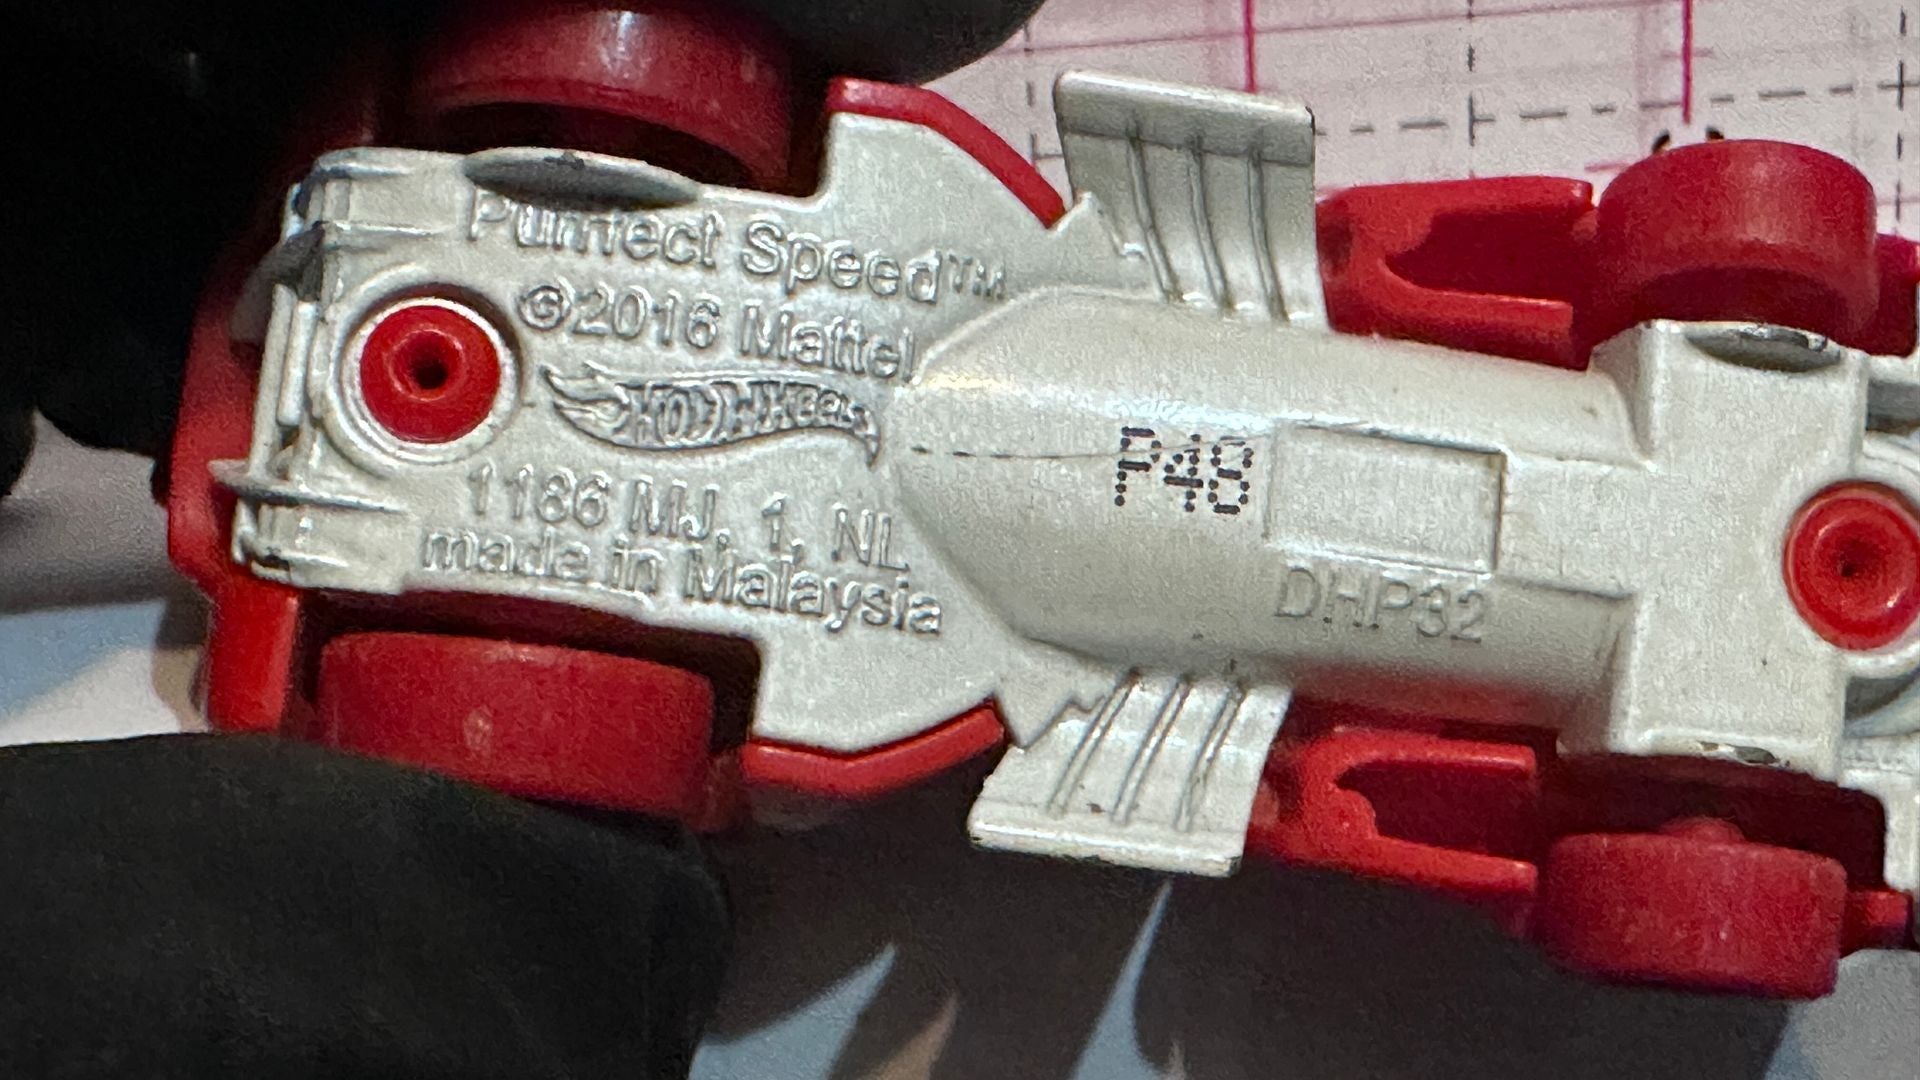 Purrfect Speed™
©2016 Mattel
Hot Wheels
1186 MJ, 1, NL
made in Malaysia
P48
DHP32